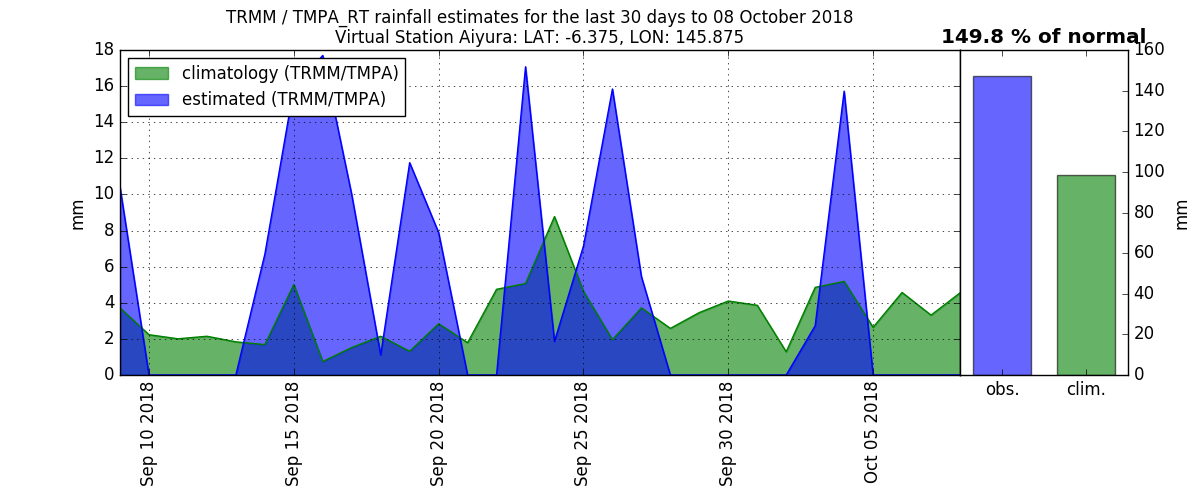 TRMM / TMPA_RT rainfall estimates for the last 30 days to 08 October 2018
Virtual Station Aiyura: LAT: -6.375, LON: 145.875
149.8 % of normal
climatology (TRMM/TMPA)
estimated (TRMM/TMPA)
mm
18
16
14
12
10
8
6
4
2
0
Sep 10 2018
Sep 15 2018
Sep 20 2018
Sep 25 2018
Sep 30 2018
Oct 05 2018
obs.
clim.
160
140
120
100
80
60
40
20
0
mm